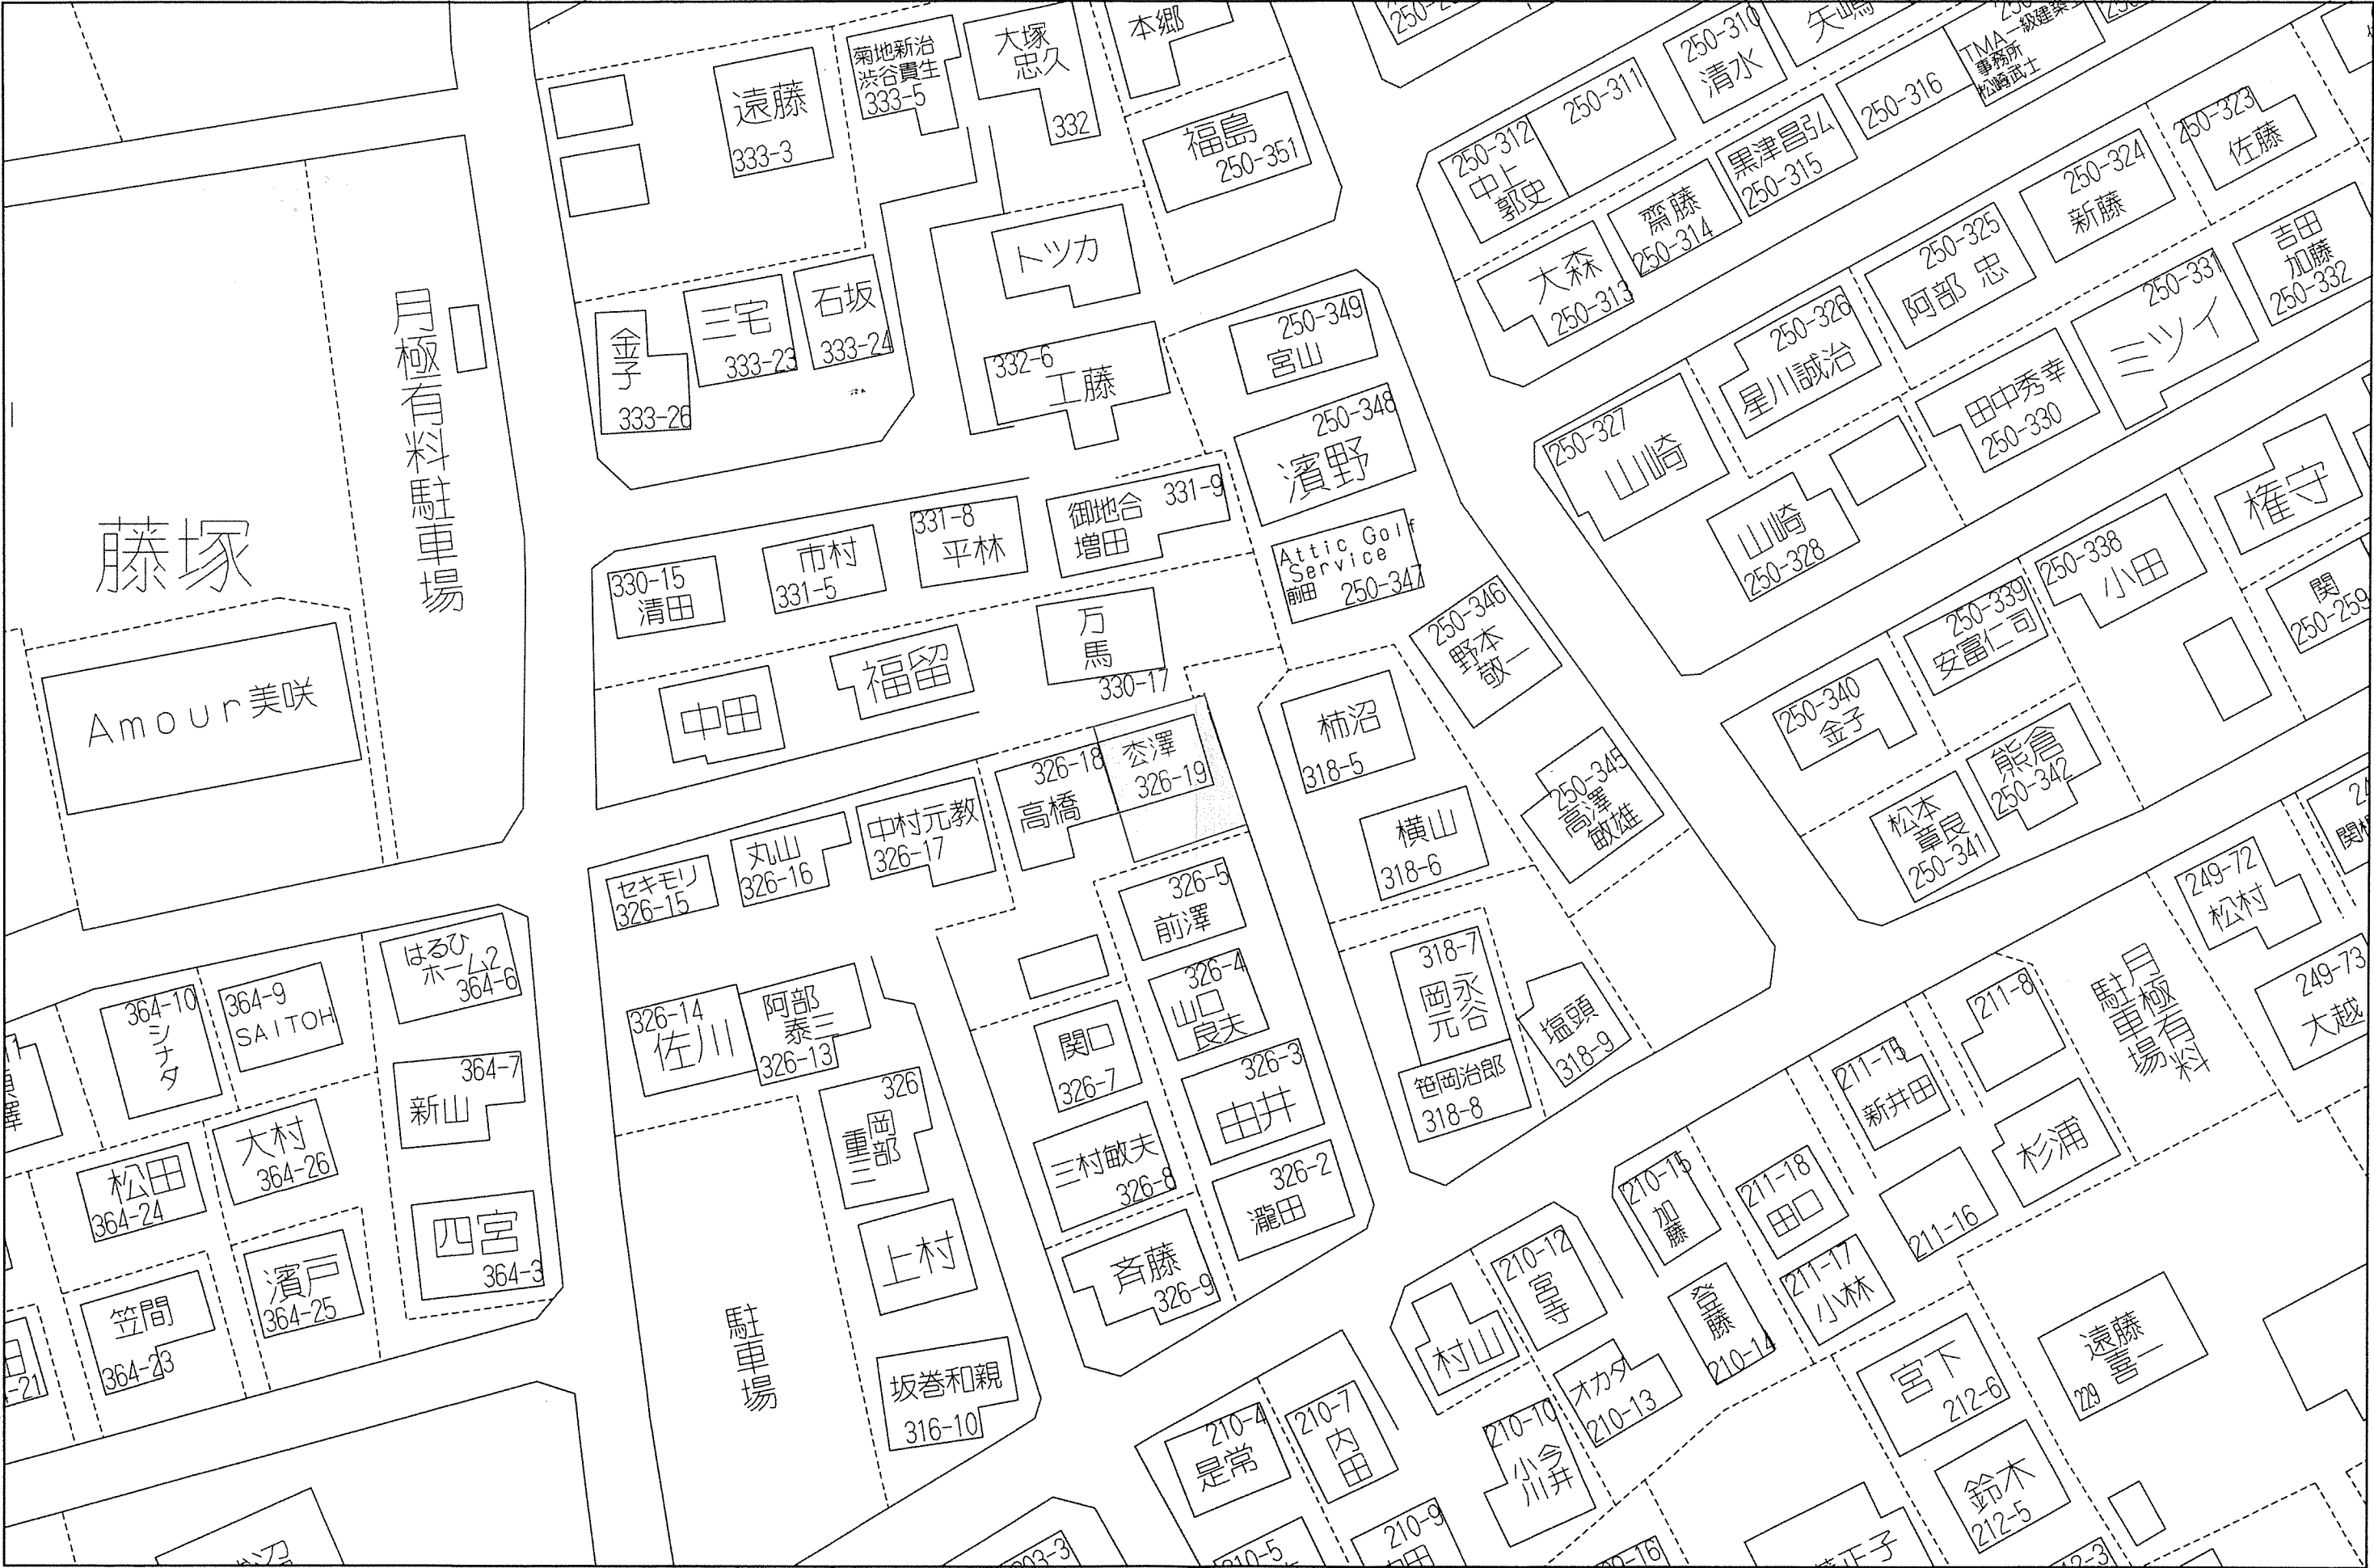 本郷
大塚
忠久
332
菊地新治
渋谷貴生
333-5
遠藤
333-3
福島
250-351
250-310
清水
矢嶋
250-311
250-312
中上
郭史
TMA一級建築
事務所
松崎武士
250-316
黒津昌弘
250-315
齋藤
250-314
大森
250-313
250-323
佐藤
250-324
新藤
250-325
阿部 忠
250-326
星川誠治
250-327
山崎
吉田
加藤
250-332
250-331
ミツイ
田中秀幸
250-330
山崎
250-328
トツカ
332-6
工藤
石坂
333-24
三宅
333-23
金子
333-26
月極有料駐車場
藤塚
Amour美咲
250-349
宮山
250-348
濱野
Attic Golf
Service
前田 250-347
250-346
野本
敬一
250-345
高澤
敏雄
331-9
御地合
増田
331-8
平林
市村
331-5
330-15
清田
万馬
330-17
福留
中田
権守
関
250-259
250-338
小田
250-339
安富仁司
250-340
金子
熊倉
250-342
松本
章良
250-341
柿沼
318-5
横山
318-6
318-7
永谷
岡元
笹岡治郎
318-8
塩頭
318-9
326-19
326-18
高橋
中村元教
326-17
丸山
326-16
セキモリ
326-15
326-14
佐川
阿部
泰三
326-13
326
岡部
重三
上村
坂巻和親
316-10
駐車場
326-5
前澤
326-4
山口
良夫
326-3
由井
326-2
瀧田
関口
326-7
三村敏夫
326-8
斉藤
326-9
はるひ
ホーム2
364-6
364-9
SAITOH
364-10
シナダ
364-7
新山
大村
364-26
松田
364-24
四宮
364-3
濱戸
364-25
笠間
364-23
249-72
松村
249-73
大越
月極有料
駐車場
211-8
211-15
新井田
杉浦
211-16
211-18
田口
211-17
小林
210-15
加藤
210-14
210-12
宮寺
村山
オカダ
210-13
210-10
今井
小川
210-7
内田
210-4
是常
210-9
遠藤
喜一
229
宮下
212-6
鈴木
212-5